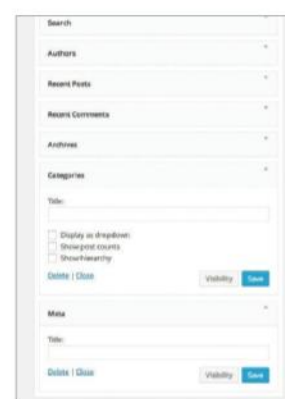 Search
Authors
Recent Posts
Recent Comments
Archives
Categories
Title:
Display as dropdown
Show post counts
Show hierarchy
Delete | Close
Visibility
Save
Meta
Title:
Delete | Close
Visibility
Save